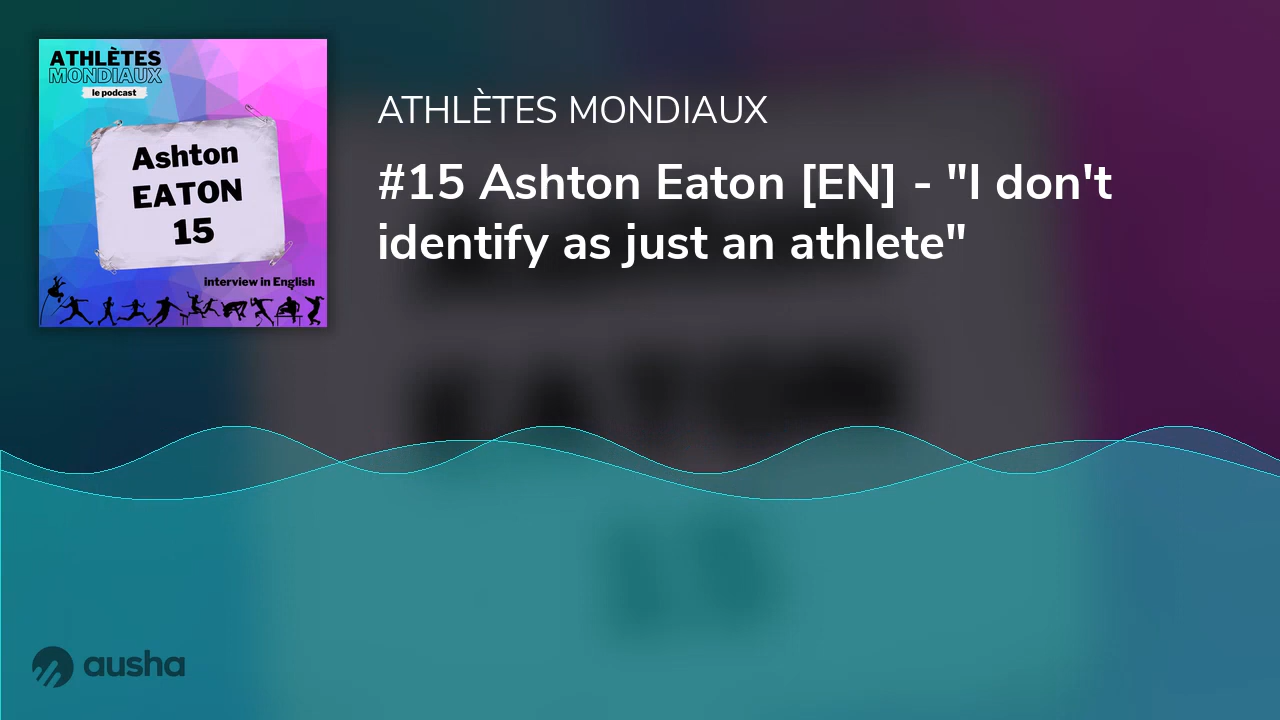 ATHLÈTES
MONDIAUX
le podcast
Ashton
EATON
15
interview in English
ATHLÈTES MONDIAUX
#15 Ashton Eaton [EN] - "I don't
identify as just an athlete"
ausha